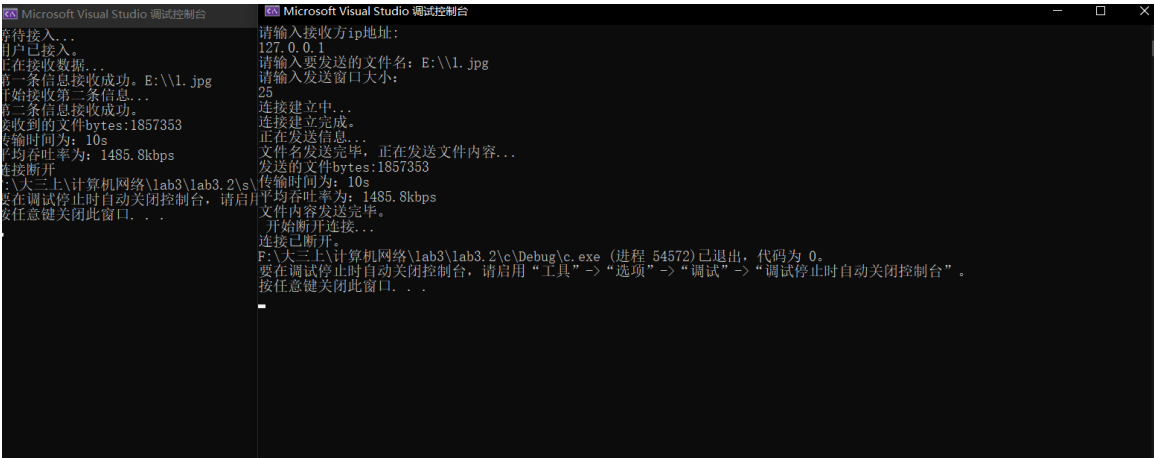 Microsoft Visual Studio 调试控制台
等待接入...
用户已接入。
正在接收数据...
第一条信息接收成功。E:\\1.jpg
开始接收第二条信息...
第二条信息接收成功。
接收到的文件bytes:1857353
传输时间为: 10s
平均吞吐率为: 1485.8kbps
链接断开
:\大三上\计算机网络\lab3\lab3.2\s\
要在调试停止时自动关闭控制台, 请启用
按任意键关闭此窗口. . .
Microsoft Visual Studio 调试控制台
请输入接收方ip地址:
127.0.0.1
请输入要发送的文件名: E:\\1.jpg
请输入发送窗口大小:
25
连接建立中...
连接建立完成。
正在发送信息...
文件名发送完毕, 正在发送文件内容...
发送的文件bytes:1857353
传输时间为: 10s
平均吞吐率为: 1485.8kbps
文件内容发送完毕。
开始断开连接...
连接已断开。
F:\大三上\计算机网络\lab3\lab3.2\c\Debug\c.exe (进程 54572)已退出, 代码为 0。
要在调试停止时自动关闭控制台, 请启用“工具”->“选项”->“调试”->“调试停止时自动关闭控制台”。
按任意键关闭此窗口. . .